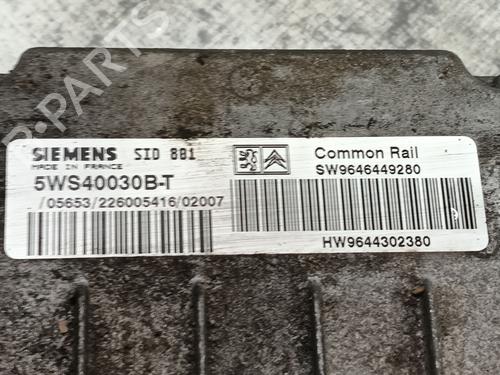 SIEMENS SID 801
MADE IN FRANCE
5WS40030B-T
/05653/226005416/02007
Common Rail
SW9646449280
HW9644302380
B-PARTS